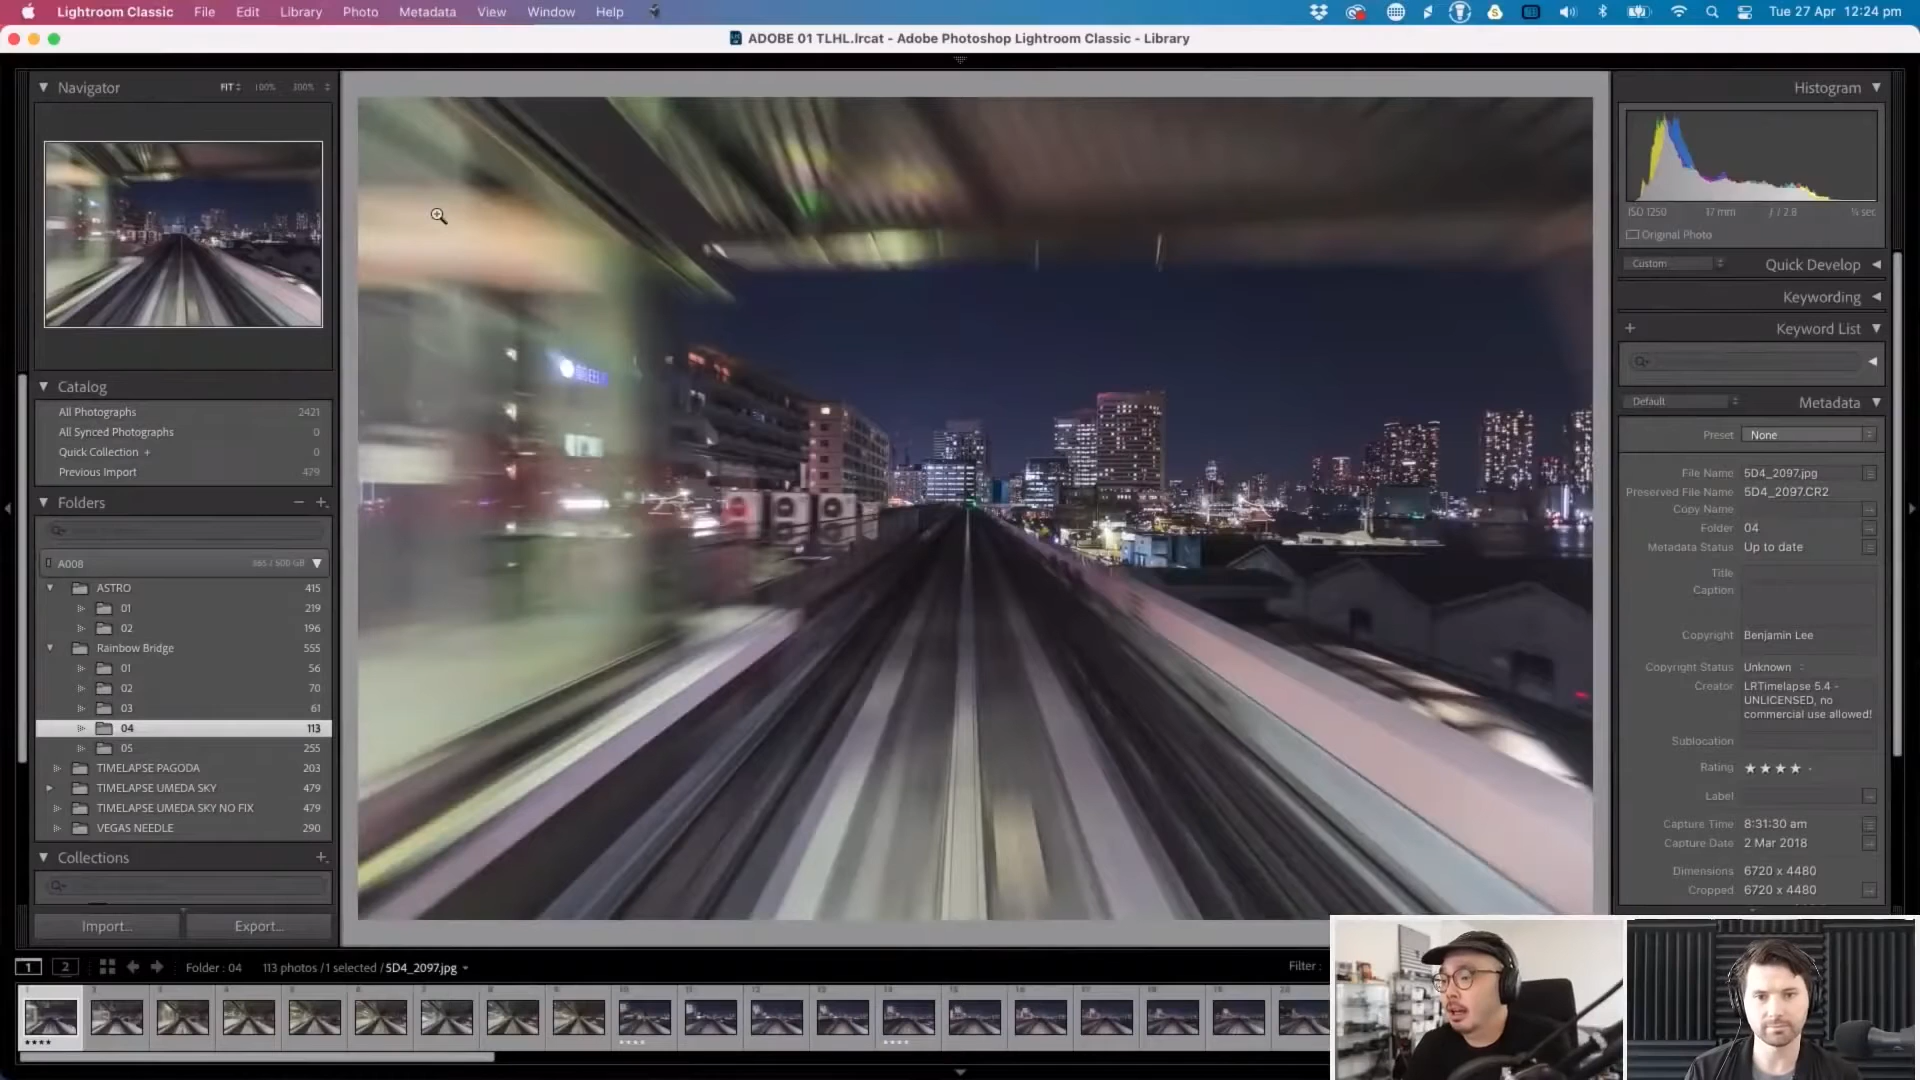 Lightroom Classic File Edit Library Photo Metadata View Window Help Tue 27 Apr 12:24 pm
ADOBE 01 TLHL.lrcat - Adobe Photoshop Lightroom Classic - Library
Navigator FIT 100% 300%
Catalog
All Photographs 2421
All Synced Photographs 0
Quick Collection + 0
Previous Import 479
Folders
A008 365 / 500 GB
ASTRO 415
01 219
02 196
Rainbow Bridge 555
01 56
02 70
03 61
04 113
05 255
TIMELAPSE PAGODA 203
TIMELAPSE UMEDA SKY 479
TIMELAPSE UMEDA SKY NO FIX 479
VEGAS NEEDLE 290
Collections
Import... Export...
Histogram
ISO 1250 17 mm f / 2.8 ¼ sec
Original Photo
Custom Quick Develop
Keywording
Keyword List
Default Metadata
Preset None
File Name 5D4_2097.jpg
Preserved File Name 5D4_2097.CR2
Copy Name
Folder 04
Metadata Status Up to date
Title
Caption
Copyright Benjamin Lee
Copyright Status Unknown
Creator LRTimelapse 5.4 -
UNLICENSED, no
commercial use allowed!
Sublocation
Rating ★★★★
Label
Capture Time 8:31:30 am
Capture Date 2 Mar 2018
Dimensions 6720 x 4480
Cropped 6720 x 4480
1 2 Folder : 04 113 photos / 1 selected / 5D4_2097.jpg Filter :